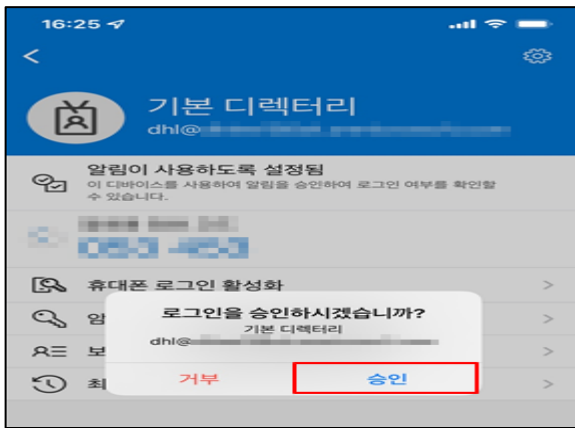 16:25
기본 디렉터리
dhl@
알림이 사용하도록 설정됨
이 디바이스를 사용하여 알림을 승인하여 로그인 여부를 확인할
수 있습니다.
휴대폰 로그인 활성화
암
보
최
로그인을 승인하시겠습니까?
기본 디렉터리
dhl@
거부
승인